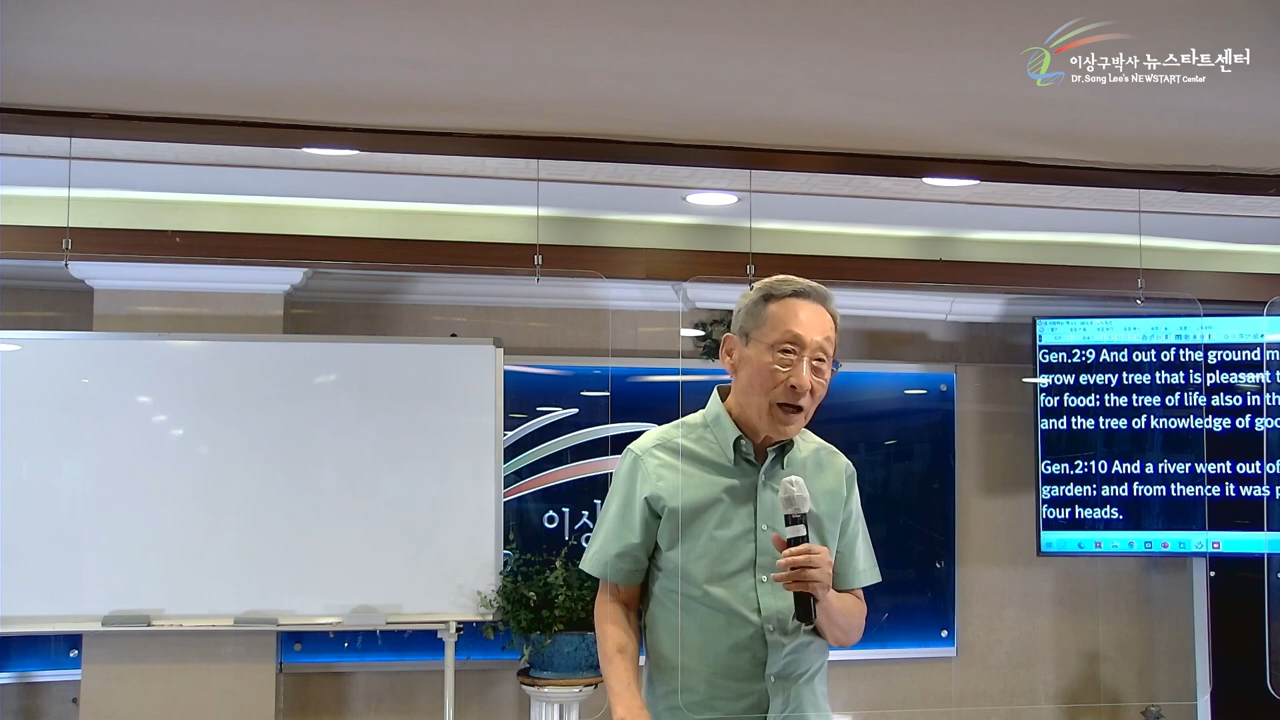 이상구박사 뉴스타트센터
Dr. Sang Lee's NEWSTART Center
Gen.2:9 And out of the ground m
grow every tree that is pleasant t
for food; the tree of life also in th
and the tree of knowledge of goo
Gen.2:10 And a river went out of
garden; and from thence it was p
four heads.
이상